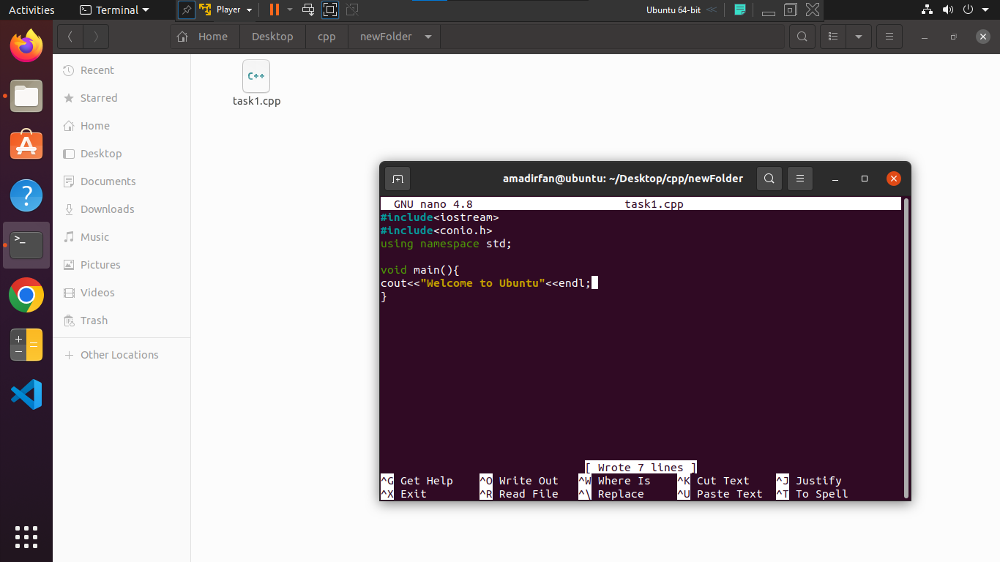 Activities
Terminal
Player
Ubuntu 64-bit
Home
Desktop
cpp
newFolder
Recent
Starred
Home
Desktop
Documents
Downloads
Music
Pictures
Videos
Trash
Other Locations
C++
task1.cpp
amadirfan@ubuntu: ~/Desktop/cpp/newFolder
GNU nano 4.8 task1.cpp
#include<iostream>
#include<conio.h>
using namespace std;
void main(){
cout<<"Welcome to Ubuntu"<<endl;
}
[ Wrote 7 lines ]
^G Get Help ^O Write Out ^W Where Is ^K Cut Text ^J Justify
^X Exit ^R Read File ^\ Replace ^U Paste Text ^T To Spell